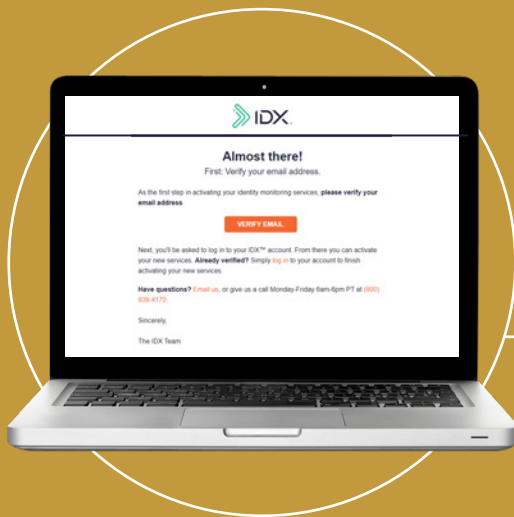 IDX
Almost there!
First: Verify your email address.
As the first step in activating your identity monitoring services, please verify your
email address.
VERIFY EMAIL
Next, you'll be asked to log in to your IDX™ account. From there you can activate
your new services. Already verified? Simply log in to your account to finish
activating your new services.
Have questions? Email us, or give us a call Monday-Friday 6am-6pm PT at (800)
939-4170.
Sincerely,
The IDX Team